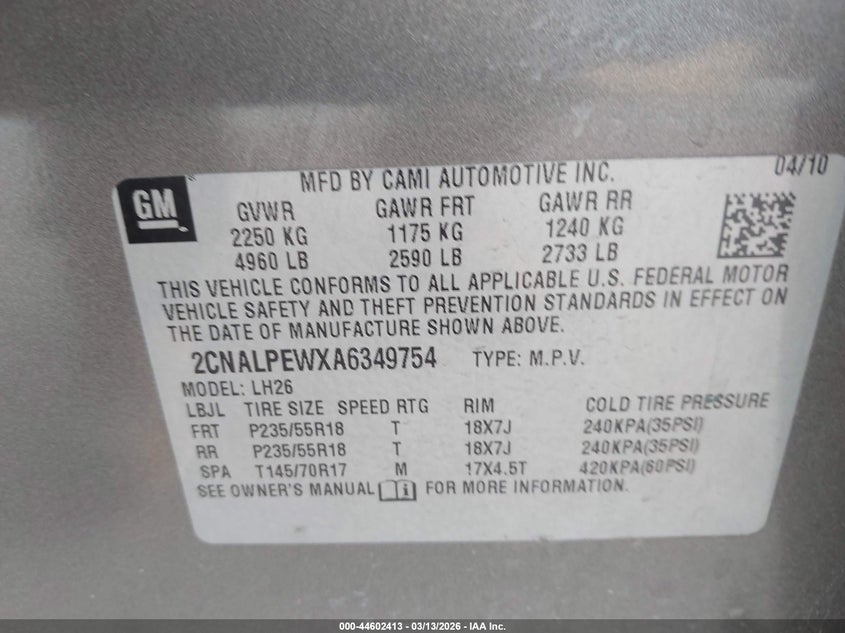 GM
MFD BY CAMI AUTOMOTIVE INC. 04/10
GVWR GAWR FRT GAWR RR
2250 KG 1175 KG 1240 KG
4960 LB 2590 LB 2733 LB
THIS VEHICLE CONFORMS TO ALL APPLICABLE U.S. FEDERAL MOTOR
VEHICLE SAFETY AND THEFT PREVENTION STANDARDS IN EFFECT ON
THE DATE OF MANUFACTURE SHOWN ABOVE.
2CNALPEWXA6349754 TYPE: M.P.V.
MODEL: LH26
LBJL TIRE SIZE SPEED RTG RIM COLD TIRE PRESSURE
FRT P235/55R18 T 18X7J 240KPA(35PSI)
RR P235/55R18 T 18X7J 240KPA(35PSI)
SPA T145/70R17 M 17X4.5T 420KPA(60PSI)
SEE OWNER'S MANUAL i FOR MORE INFORMATION.
000-44602413 - 03/13/2026 - IAA Inc.